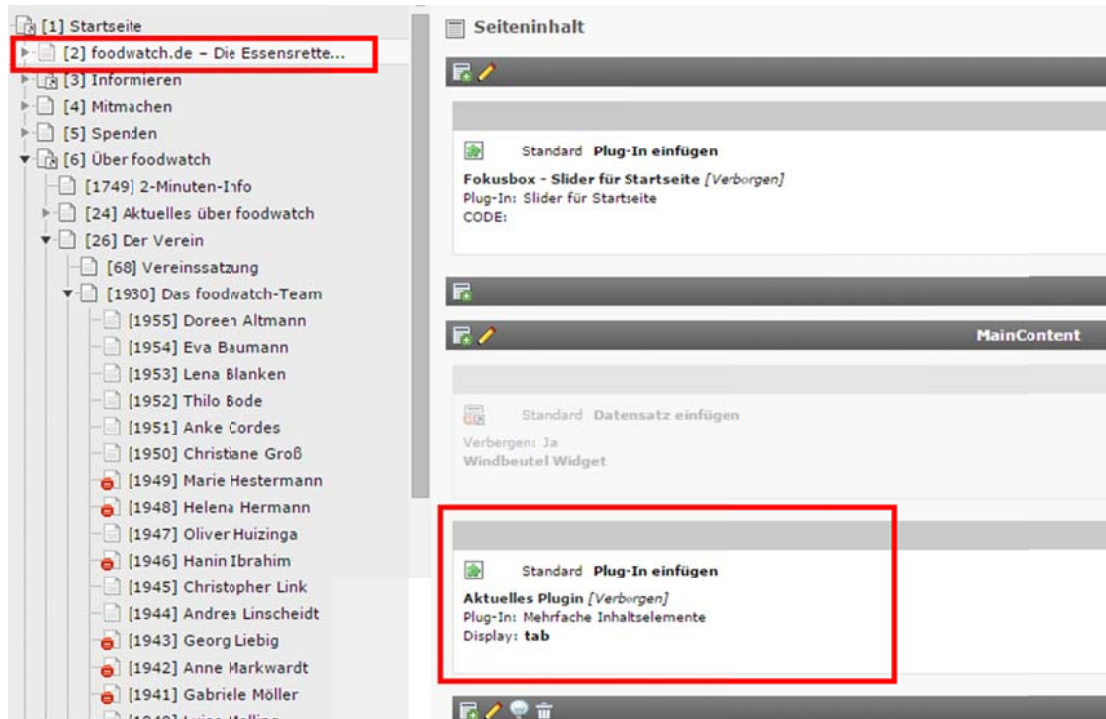 [1] Startseite
[2] foodwatch.de – Die Essensrette...
[3] Informieren
[4] Mitmachen
[5] Spenden
[6] Über foodwatch
[1749] 2-Minuten-Info
[24] Aktuelles über foodwatch
[26] Der Verein
[68] Vereinssatzung
[1930] Das foodwatch-Team
[1955] Doreen Altmann
[1954] Eva Baumann
[1953] Lena Blanken
[1952] Thilo Bode
[1951] Anke Cordes
[1950] Christiane Groß
[1949] Marie Hestermann
[1948] Helena Hermann
[1947] Oliver Huizinga
[1946] Hanin Ibrahim
[1945] Christopher Link
[1944] Andrea Linscheidt
[1943] Georg Liebig
[1942] Anne Markwardt
[1941] Gabriele Möller
Seiteninhalt
Standard Plug-In einfügen
Fokusbox - Slider für Startseite [Verborgen]
Plug-In: Slider für Startseite
CODE:
MainContent
Standard Datensatz einfügen
Verbergen: Ja
Windbeutel Widget
Standard Plug-In einfügen
Aktuelles Plugin [Verborgen]
Plug-In: Mehrfache Inhaltselemente
Display: tab